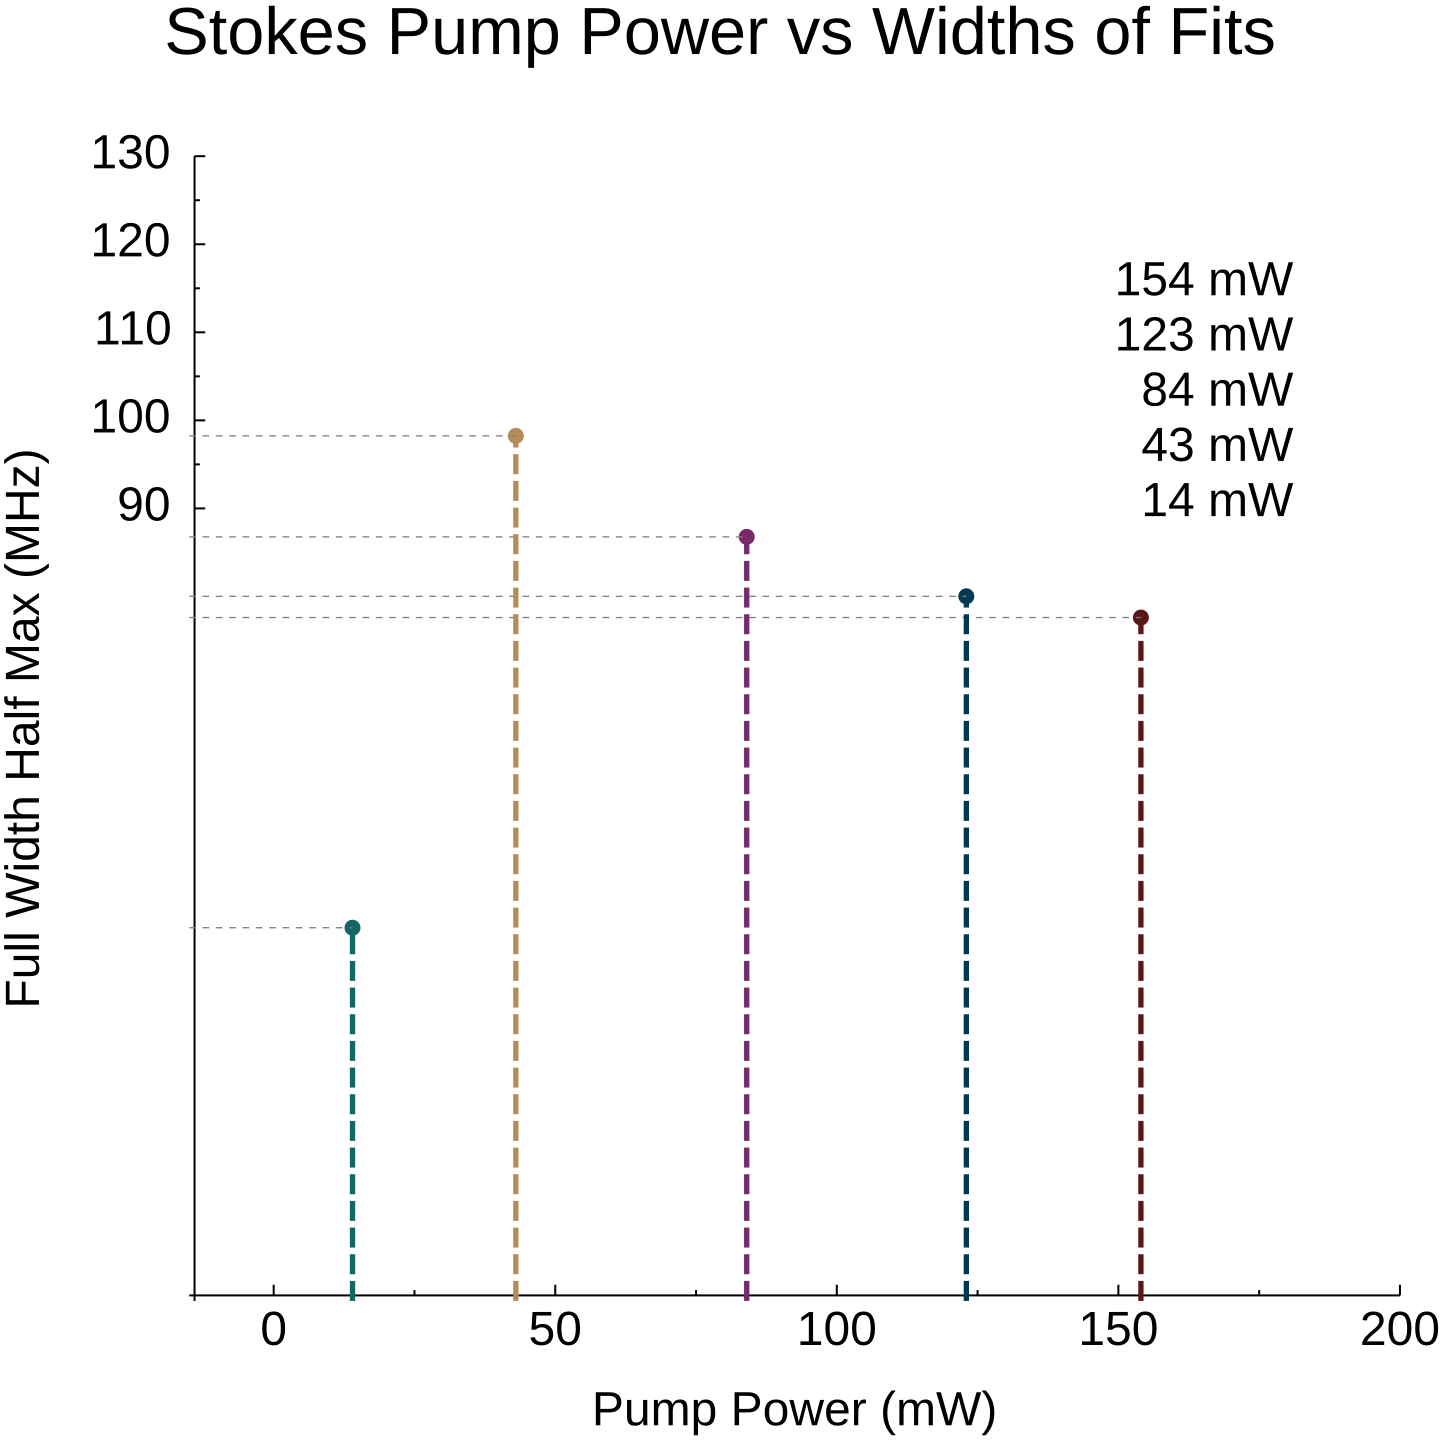 Stokes Pump Power vs Widths of Fits
130
120
110
100
90
154 mW
123 mW
84 mW
43 mW
14 mW
Full Width Half Max (MHz)
0 50 100 150 200
Pump Power (mW)